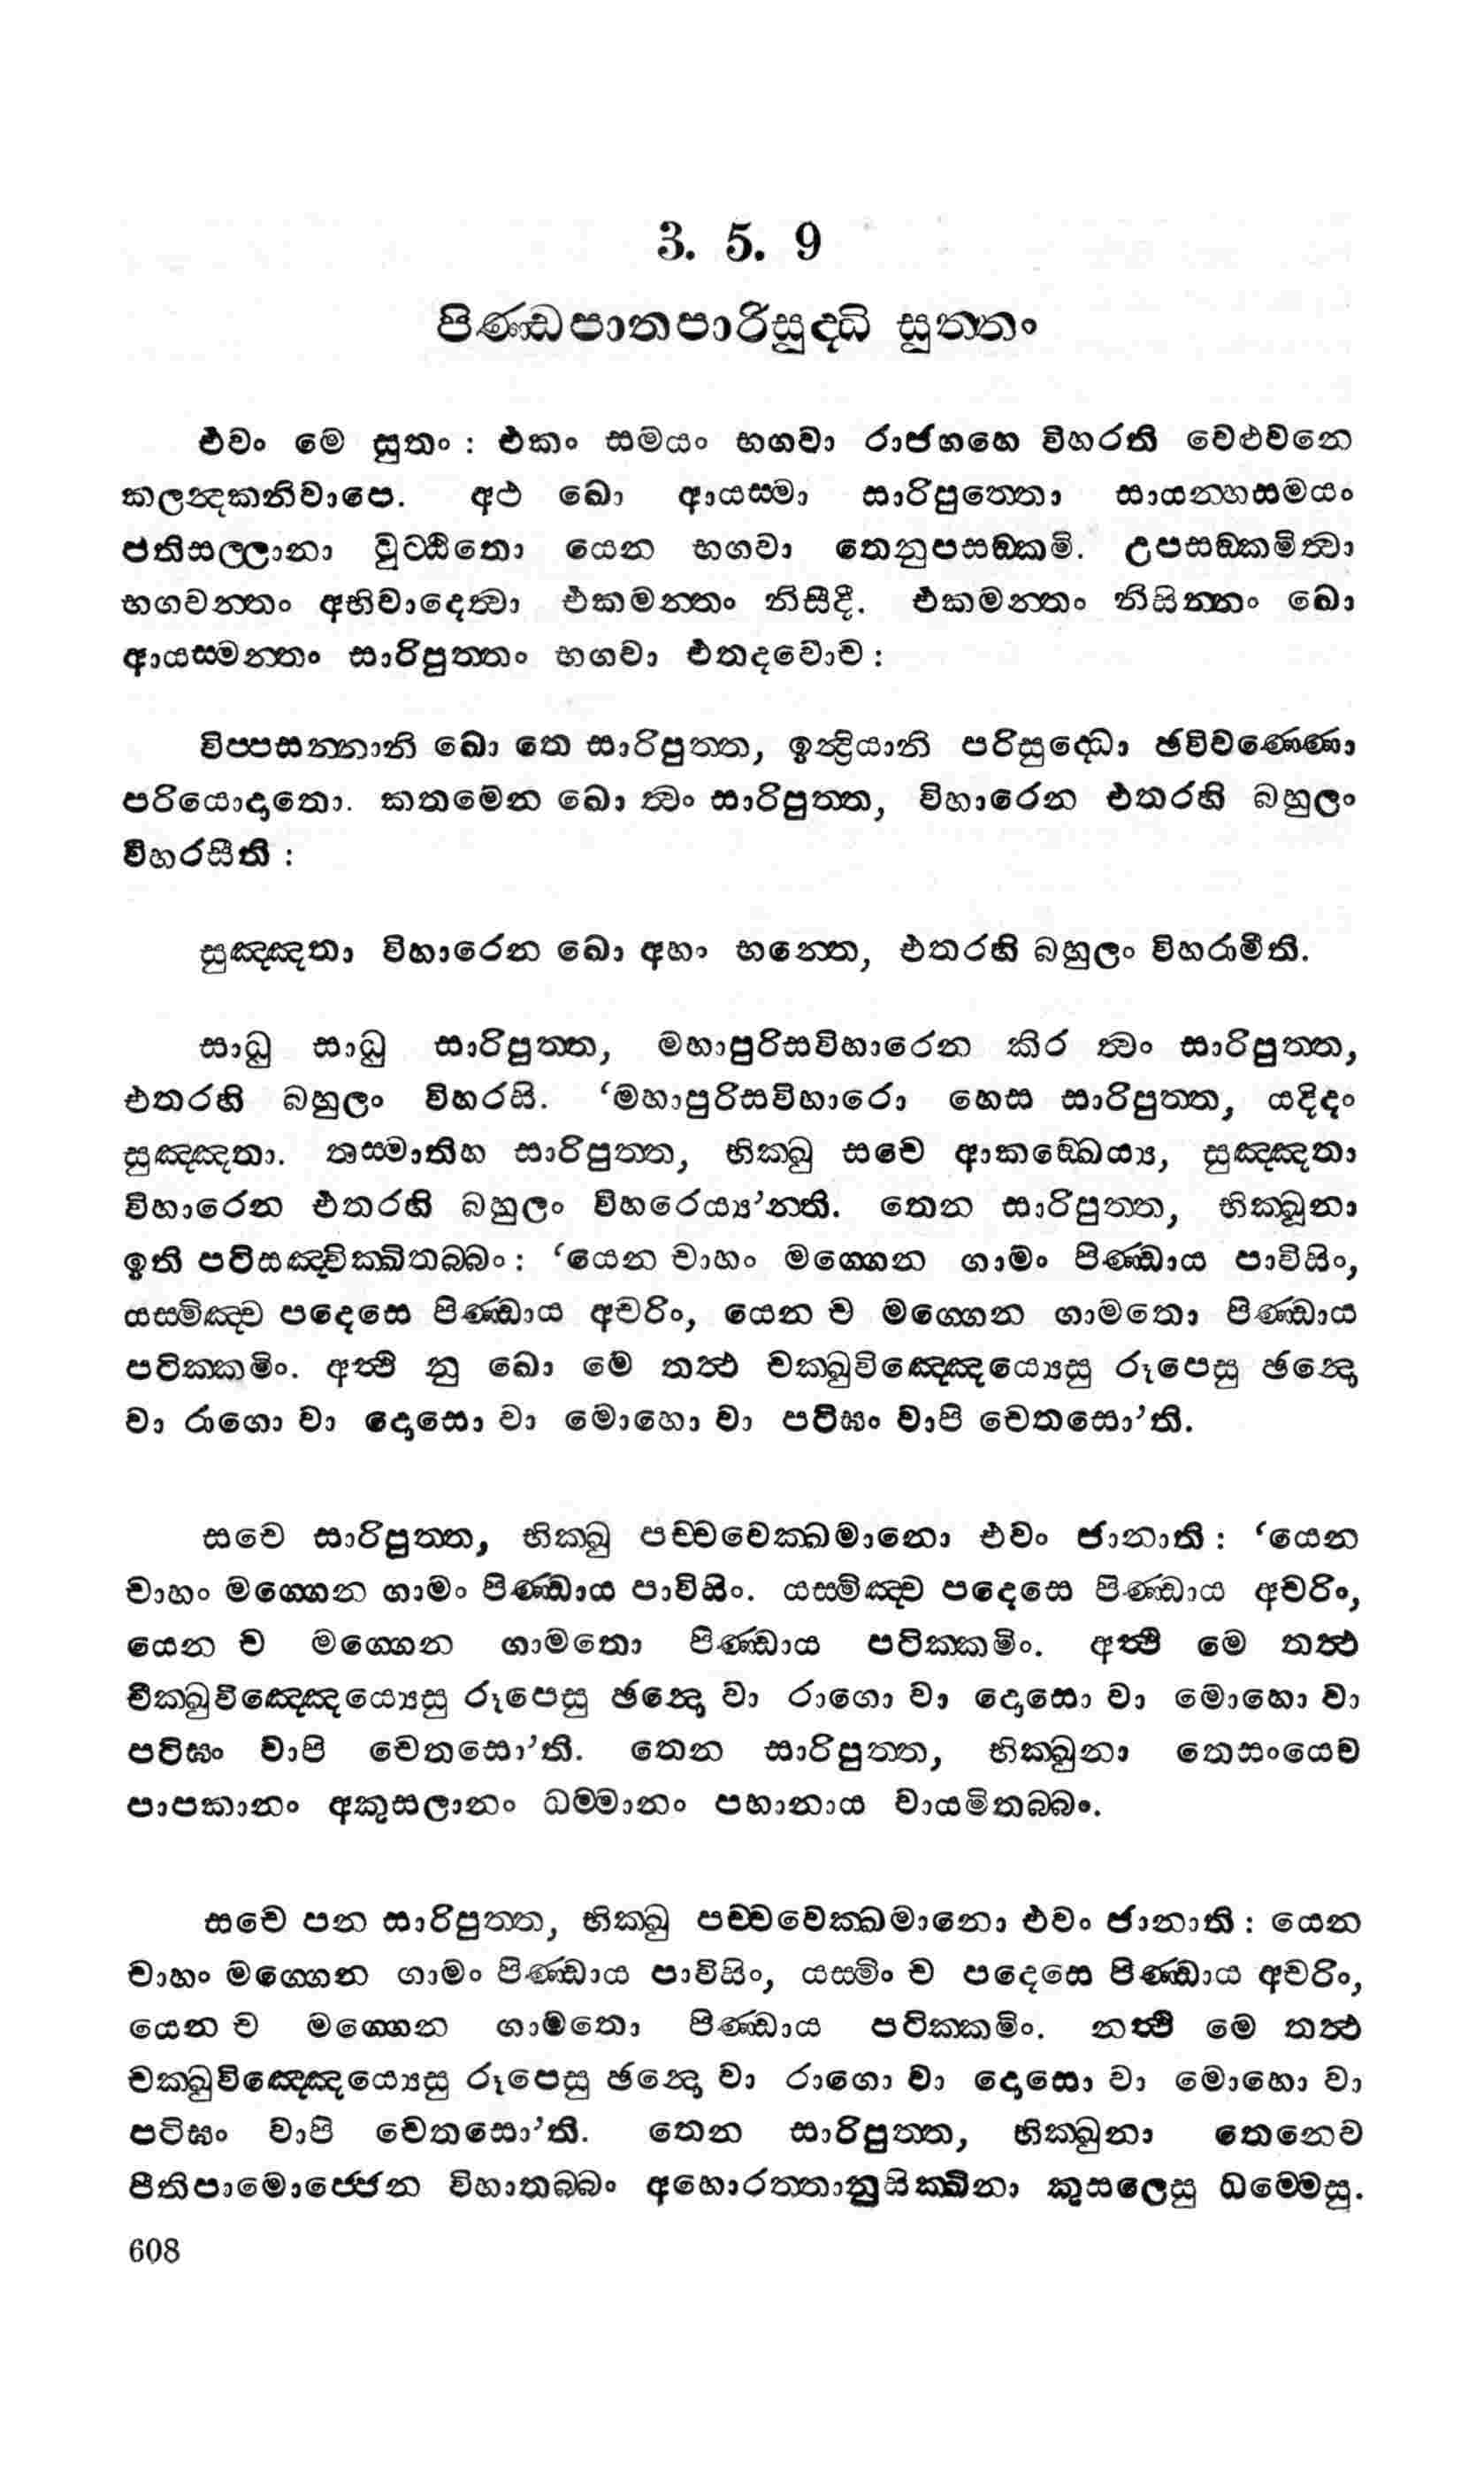 3. 5. 9
පිණ්ඩපාතපාරිසුද්ධි සුත්තං
එවං මෙ සුතං : එකං සමයං භගවා රාජගහෙ විහරති වෙළුවනෙ
කලන්දකනිවාපෙ. අථ ඛො ආයස්මා සාරිපුත්තො සායන්හසමයං
පතිසල්ලානා වුට්ඨිතො යෙන භගවා තෙනුපසඞ්කමි. උපසඞ්කමිත්වා
භගවන්තං අභිවාදෙත්වා එකමන්තං නිසීදි. එකමන්තං නිසින්නං ඛො
ආයස්මන්තං සාරිපුත්තං භගවා එතදවොච :
විප්පසන්නානි ඛො තෙ සාරිපුත්ත, ඉන්ද්‍රියානි පරිසුද්ධො ඡවිවණ්ණො
පරියොදාතො. කතමෙන ඛො ත්වං සාරිපුත්ත, විහාරෙන එතරහි බහුලං
විහරසීති :
සුඤ්ඤතා විහාරෙන ඛො අහං භන්තෙ, එතරහි බහුලං විහරාමීති.
සාධු සාධු සාරිපුත්ත, මහාපුරිසවිහාරෙන කිර ත්වං සාරිපුත්ත,
එතරහි බහුලං විහරසි. ‘මහාපුරිසවිහාරො හෙස සාරිපුත්ත, යදිදං
සුඤ්ඤතා. තස්මාතිහ සාරිපුත්ත, භික්ඛු සචෙ ආකඞ්ඛෙය්‍ය, සුඤ්ඤතා
විහාරෙන එතරහි බහුලං විහරෙය්‍ය’න්ති. තෙන සාරිපුත්ත, භික්ඛුනා
ඉති පටිසඤ්චික්ඛිතබ්බං : ‘යෙන චාහං මග්ගෙන ගාමං පිණ්ඩාය පාවිසිං,
යස්මිඤ්ච පදෙසෙ පිණ්ඩාය අචරිං, යෙන ච මග්ගෙන ගාමතො පිණ්ඩාය
පටික්කමිං. අත්ථි නු ඛො මෙ තත්ථ චක්ඛුවිඤ්ඤෙය්‍යෙසු රූපෙසු ඡන්දො
වා රාගො වා දොසො වා මොහො වා පටිඝං වාපි චෙතසො’ති.
සචෙ සාරිපුත්ත, භික්ඛු පච්චවෙක්ඛමානො එවං ජානාති : ‘යෙන
චාහං මග්ගෙන ගාමං පිණ්ඩාය පාවිසිං. යස්මිඤ්ච පදෙසෙ පිණ්ඩාය අචරිං,
යෙන ච මග්ගෙන ගාමතො පිණ්ඩාය පටික්කමිං. අත්ථි මෙ තත්ථ
චීක්ඛුවිඤ්ඤෙය්‍යෙසු රූපෙසු ඡන්දො වා රාගො වා දොසො වා මොහො වා
පටිඝං වාපි චෙතසො’ති. තෙන සාරිපුත්ත, භික්ඛුනා තෙසංයෙව
පාපකානං අකුසලානං ධම්මානං පහානාය වායමිතබ්බං.
සචෙ පන සාරිපුත්ත, භික්ඛු පච්චවෙක්ඛමානො එවං ජානාති : යෙන
චාහං මග්ගෙන ගාමං පිණ්ඩාය පාවිසිං, යස්මිං ච පදෙසෙ පිණ්ඩාය අචරිං,
යෙන ච මග්ගෙන ගාමතො පිණ්ඩාය පටික්කමිං. නත්ථි මෙ තත්ථ
චක්ඛුවිඤ්ඤෙය්‍යෙසු රූපෙසු ඡන්දො වා රාගො වා දොසො වා මොහො වා
පටිඝං වාපි චෙතසො’ති. තෙන සාරිපුත්ත, භික්ඛුනා තෙනෙව
පීතිපාමොජ්ජෙන විහාතබ්බං අහොරත්තානුසික්ඛිනා කුසලෙසු ධම්මෙසු.
608